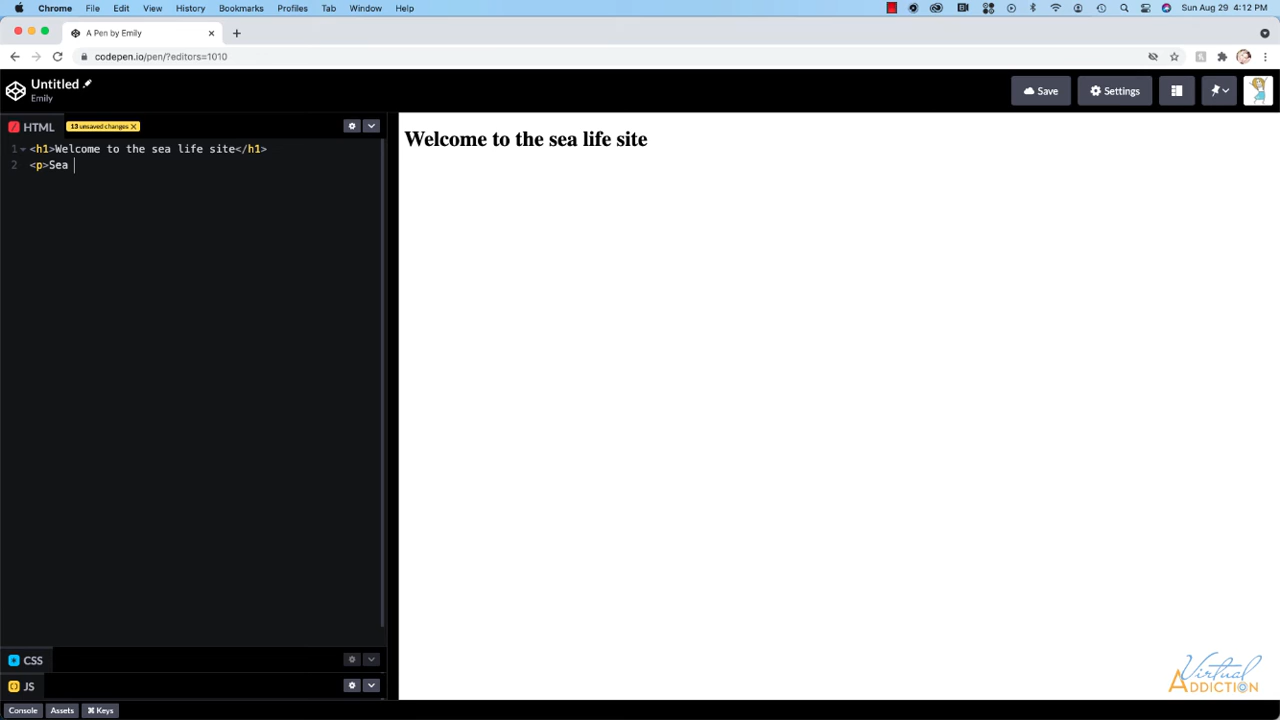 Chrome File Edit View History Bookmarks Profiles Tab Window Help Sun Aug 29 4:12 PM
A Pen by Emily
codepen.io/pen/?editors=1010
Untitled
Emily
Save Settings
HTML 13 unsaved changes X
1 <h1>Welcome to the sea life site</h1>
2 <p>Sea
Welcome to the sea life site
CSS
JS
Console Assets ⌘ Keys
Virtual
ADDICTION